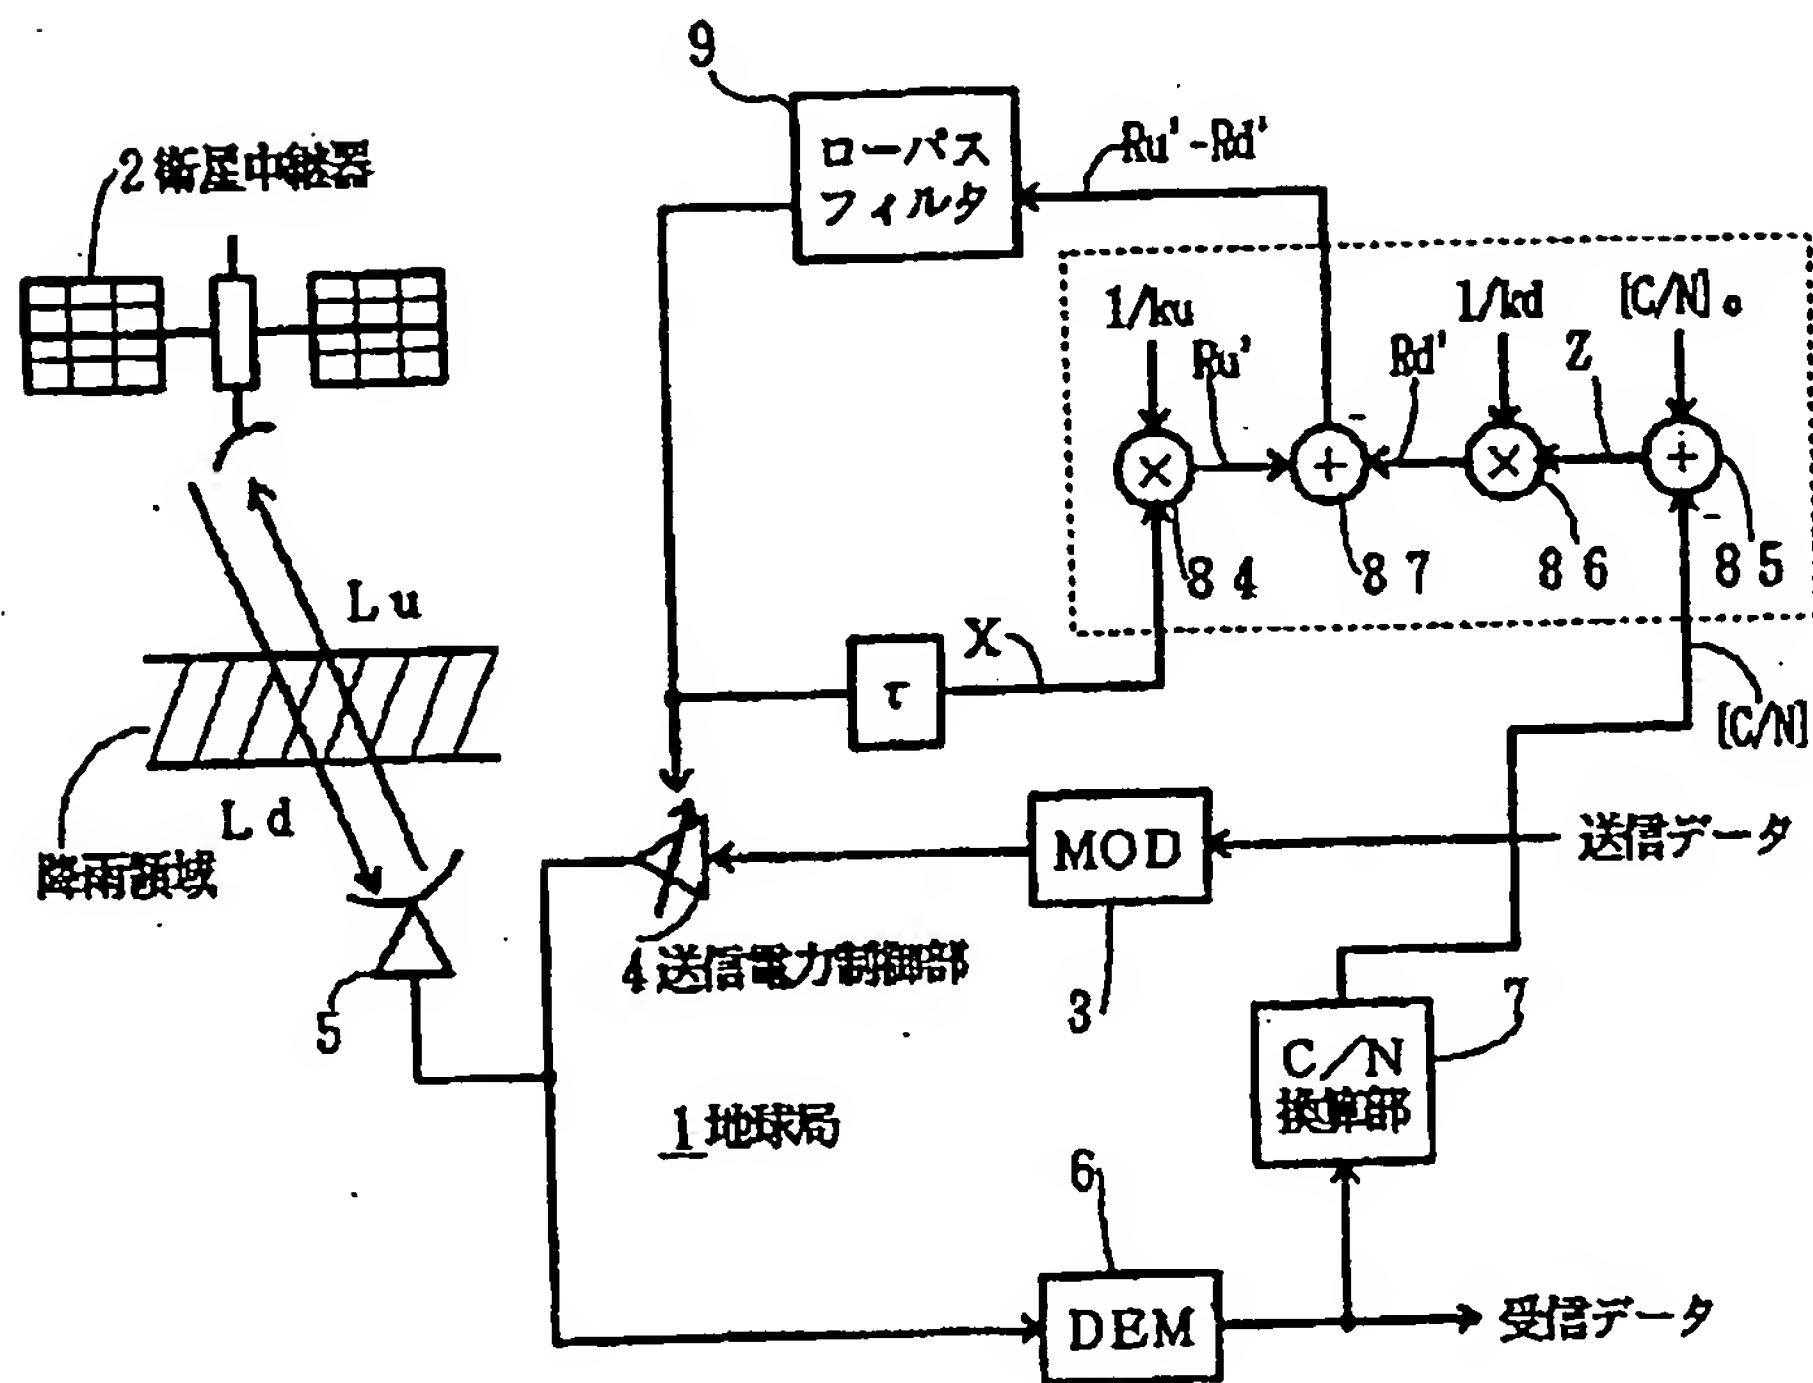 9
ローパス
フィルタ
Ru'-Rd'
2 衛星中継器
1/ku
Ru'
Rd'
1/kd
Z
[C/N]。
×
+
×
+
-
-
84
87
86
85
Lu
Ld
降雨領域
τ
X
[C/N]
MOD
3
送信データ
4 送信電力制御部
5
C/N
換算部
7
1 地球局
6
DEM
受信データ